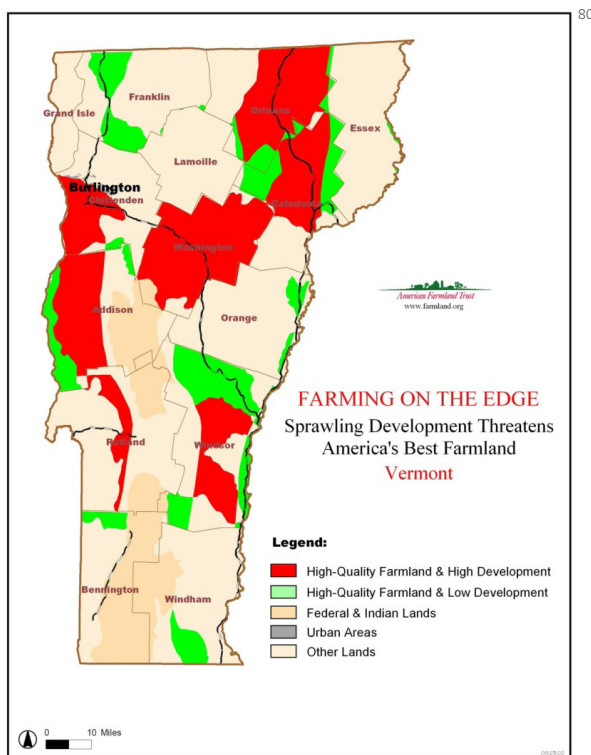 80
Franklin
Grand Isle
Orleans
Essex
Lamoille
Burlington
Chittenden
Caledonia
Washington
Addison
Orange
American Farmland Trust
www.farmland.org
FARMING ON THE EDGE
Sprawling Development Threatens
America's Best Farmland
Vermont
Rutland
Windsor
Legend:
High-Quality Farmland & High Development
High-Quality Farmland & Low Development
Federal & Indian Lands
Urban Areas
Other Lands
Bennington
Windham
0 10 Miles